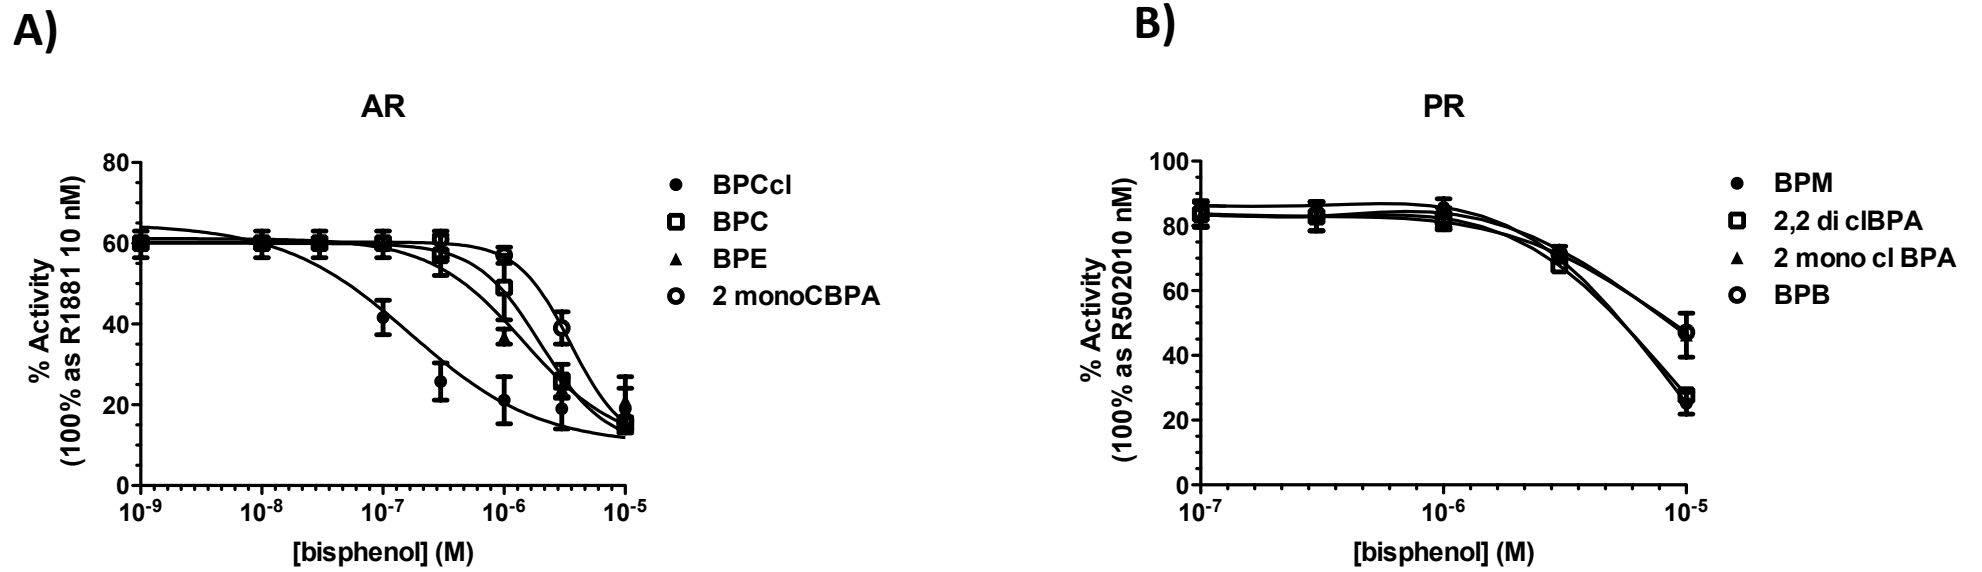 A)
AR
% Activity
(100% as R1881 10 nM)
80
60
40
20
0
10-9
10-8
10-7
10-6
10-5
[bisphenol] (M)
BPCcl
BPC
BPE
2 monoCBPA
B)
PR
% Activity
(100% as R502010 nM)
100
80
60
40
20
0
10-7
10-6
10-5
[bisphenol] (M)
BPM
2,2 di clBPA
2 mono cl BPA
BPB